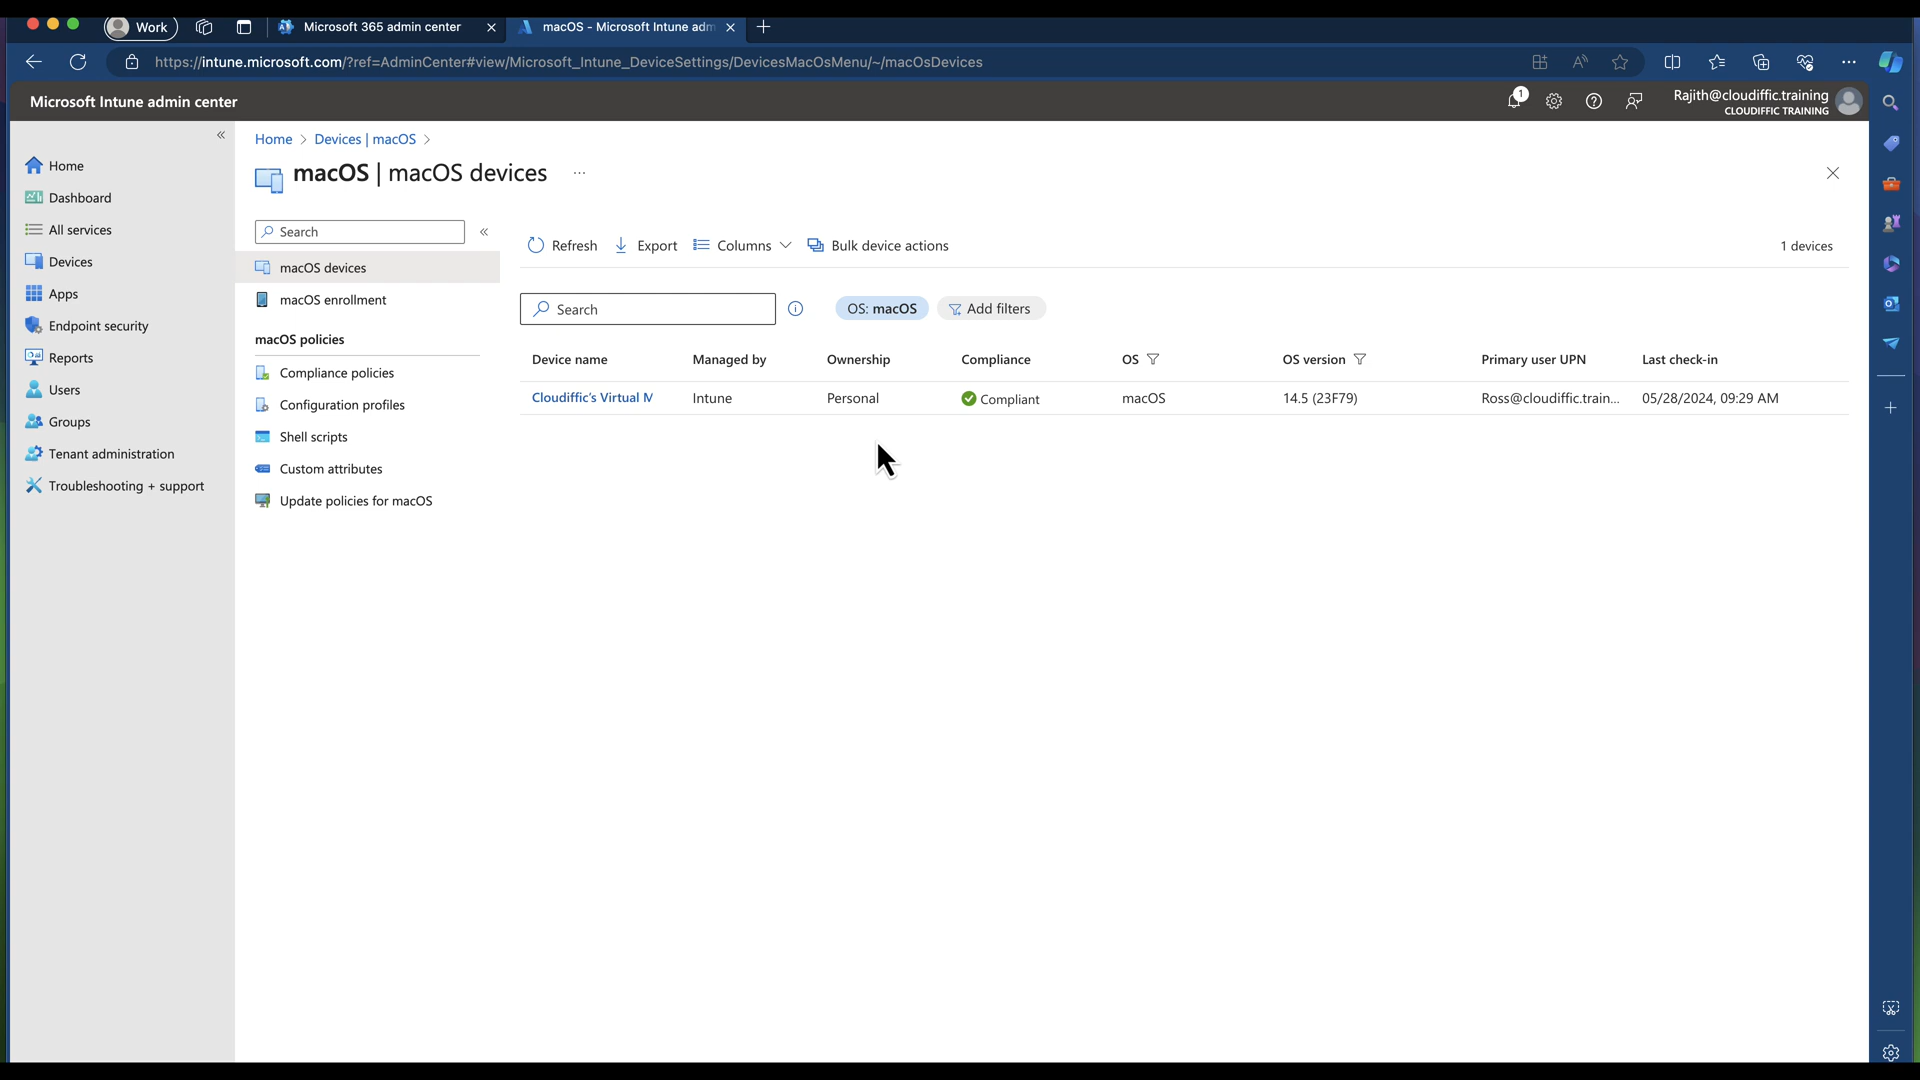 Work
Microsoft 365 admin center
macOS - Microsoft Intune adm
https://intune.microsoft.com/?ref=AdminCenter#view/Microsoft_Intune_DeviceSettings/DevicesMacOsMenu/~/macOsDevices
Microsoft Intune admin center
1
Rajith@cloudiffic.training
CLOUDIFFIC TRAINING
Home
Dashboard
All services
Devices
Apps
Endpoint security
Reports
Users
Groups
Tenant administration
Troubleshooting + support
Home > Devices | macOS >
macOS | macOS devices ...
Search
macOS devices
macOS enrollment
macOS policies
Compliance policies
Configuration profiles
Shell scripts
Custom attributes
Update policies for macOS
Refresh Export Columns Bulk device actions 1 devices
Search OS: macOS Add filters
Device name Managed by Ownership Compliance OS OS version Primary user UPN Last check-in
Cloudiffic's Virtual M Intune Personal Compliant macOS 14.5 (23F79) Ross@cloudiffic.train... 05/28/2024, 09:29 AM